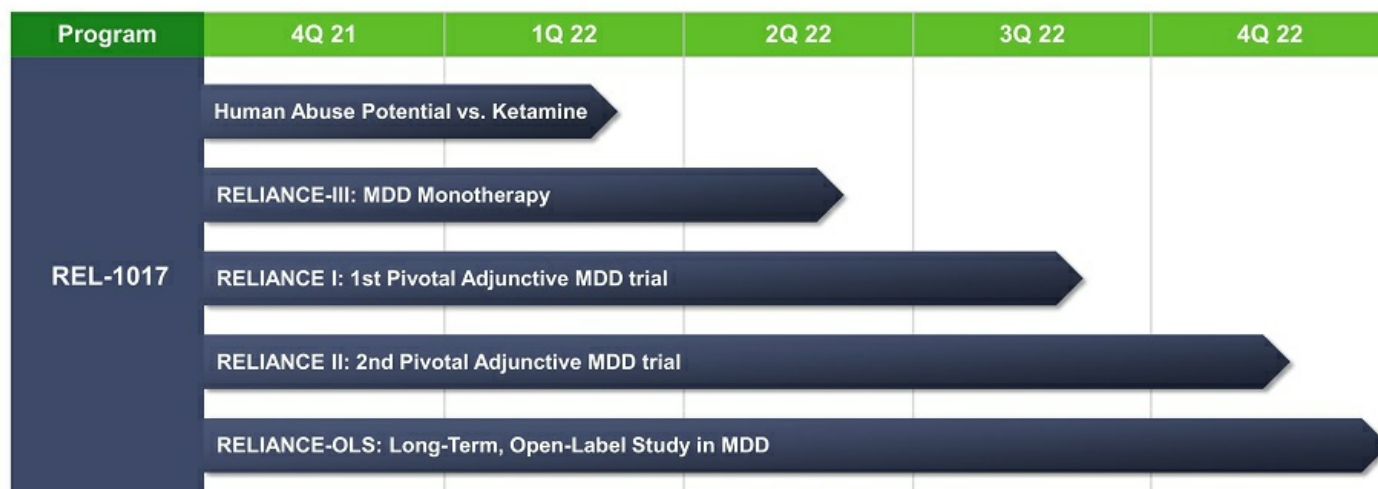 Program 4Q 21 1Q 22 2Q 22 3Q 22 4Q 22
Human Abuse Potential vs. Ketamine
RELIANCE-III: MDD Monotherapy
REL-1017
RELIANCE I: 1st Pivotal Adjunctive MDD trial
RELIANCE II: 2nd Pivotal Adjunctive MDD trial
RELIANCE-OLS: Long-Term, Open-Label Study in MDD